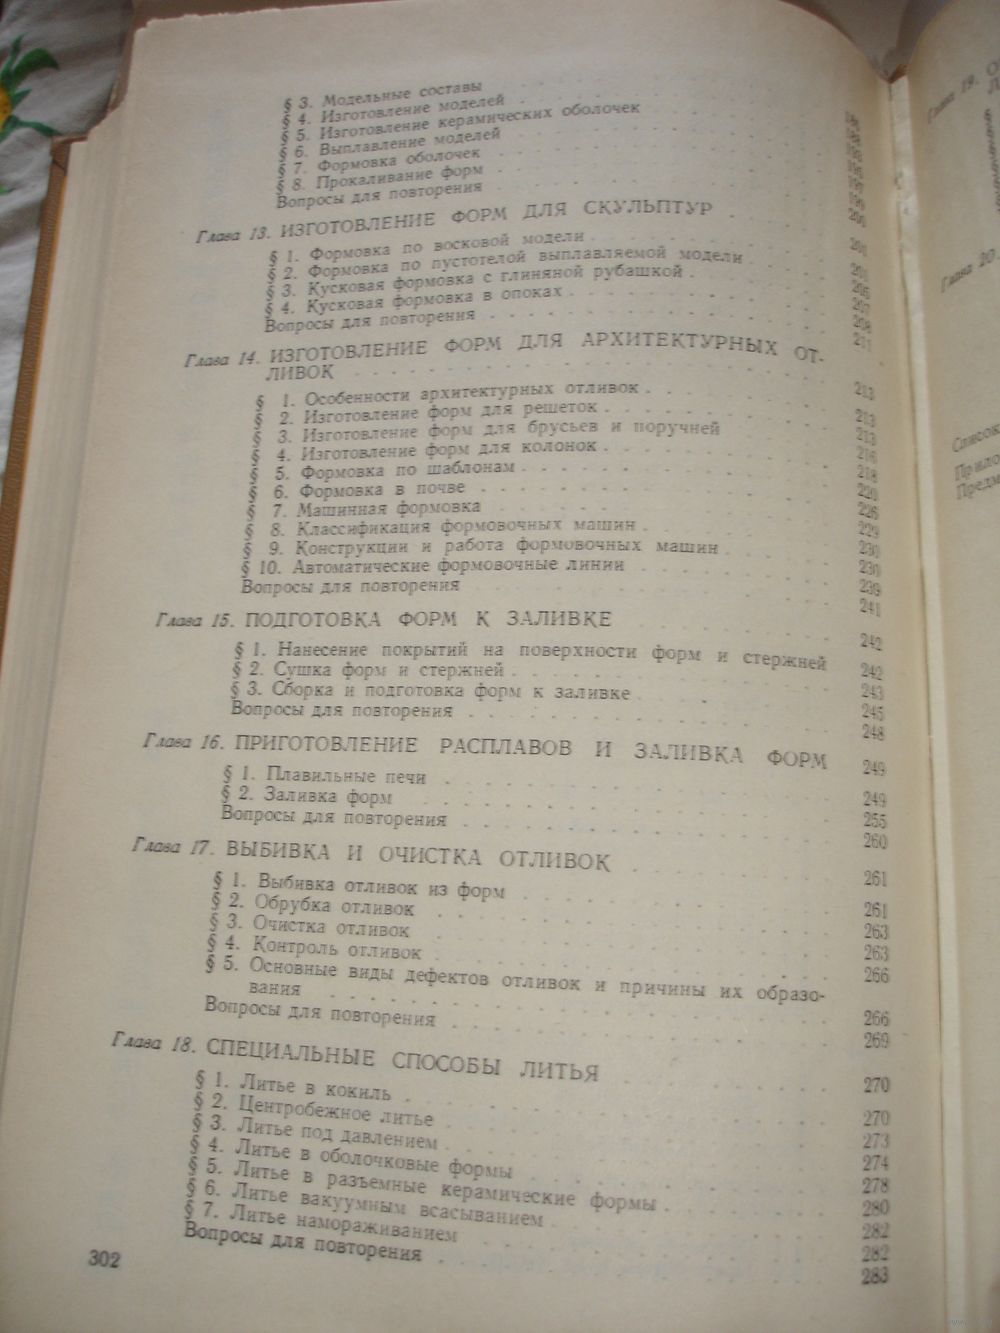 § 3. Модельные составы
§ 4. Изготовление моделей
§ 5. Изготовление керамических оболочек
§ 6. Выплавление моделей
§ 7. Формовка оболочек
§ 8. Прокаливание форм
Вопросы для повторения
Глава 13. ИЗГОТОВЛЕНИЕ ФОРМ ДЛЯ СКУЛЬПТУР
§ 1. Формовка по восковой модели
§ 2. Формовка по пустотелой выплавляемой модели
§ 3. Кусковая формовка с глиняной рубашкой
§ 4. Кусковая формовка в опоках
Вопросы для повторения 211
Глава 14. ИЗГОТОВЛЕНИЕ ФОРМ ДЛЯ АРХИТЕКТУРНЫХ ОТ-
ЛИВОК 213
§ 1. Особенности архитектурных отливок 213
§ 2. Изготовление форм для решеток 213
§ 3. Изготовление форм для брусьев и поручней 216
§ 4. Изготовление форм для колонок 218
§ 5. Формовка по шаблонам 220
§ 6. Формовка в почве 226
§ 7. Машинная формовка 229
§ 8. Классификация формовочных машин 230
§ 9. Конструкции и работа формовочных машин 230
§ 10. Автоматические формовочные линии 239
Вопросы для повторения 241
Глава 15. ПОДГОТОВКА ФОРМ К ЗАЛИВКЕ 242
§ 1. Нанесение покрытий на поверхности форм и стержней 242
§ 2. Сушка форм и стержней 243
§ 3. Сборка и подготовка форм к заливке 245
Вопросы для повторения 248
Глава 16. ПРИГОТОВЛЕНИЕ РАСПЛАВОВ И ЗАЛИВКА ФОРМ 249
§ 1. Плавильные печи 249
§ 2. Заливка форм 255
Вопросы для повторения 260
Глава 17. ВЫБИВКА И ОЧИСТКА ОТЛИВОК 261
§ 1. Выбивка отливок из форм 261
§ 2. Обрубка отливок 263
§ 3. Очистка отливок 263
§ 4. Контроль отливок 266
§ 5. Основные виды дефектов отливок и причины их образо-
вания 266
Вопросы для повторения 269
Глава 18. СПЕЦИАЛЬНЫЕ СПОСОБЫ ЛИТЬЯ 270
§ 1. Литье в кокиль 270
§ 2. Центробежное литье 273
§ 3. Литье под давлением 274
§ 4. Литье в оболочковые формы 278
§ 5. Литье в разъемные керамические формы 280
§ 6. Литье вакуумным всасыванием 282
§ 7. Литье намораживанием 282
Вопросы для повторения 283
302
Глава 19.
Глава 20.
Список